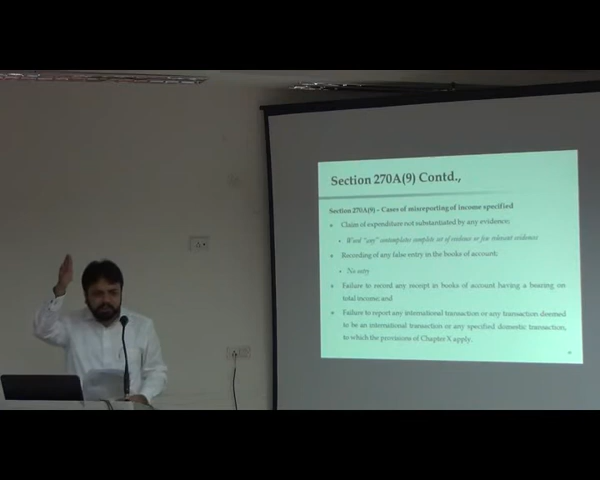 Section 270A(9) Contd.,
Section 270A(9) – Cases of misreporting of income specified
Claim of expenditure not substantiated by any evidence;
Word "any" contemplates complete set of evidence or few relevant evidence
Recording of any false entry in the books of account;
No entry
Failure to record any receipt in books of account having a bearing on
total income; and
Failure to report any international transaction or any transaction deemed
to be an international transaction or any specified domestic transaction,
to which the provisions of Chapter X apply.